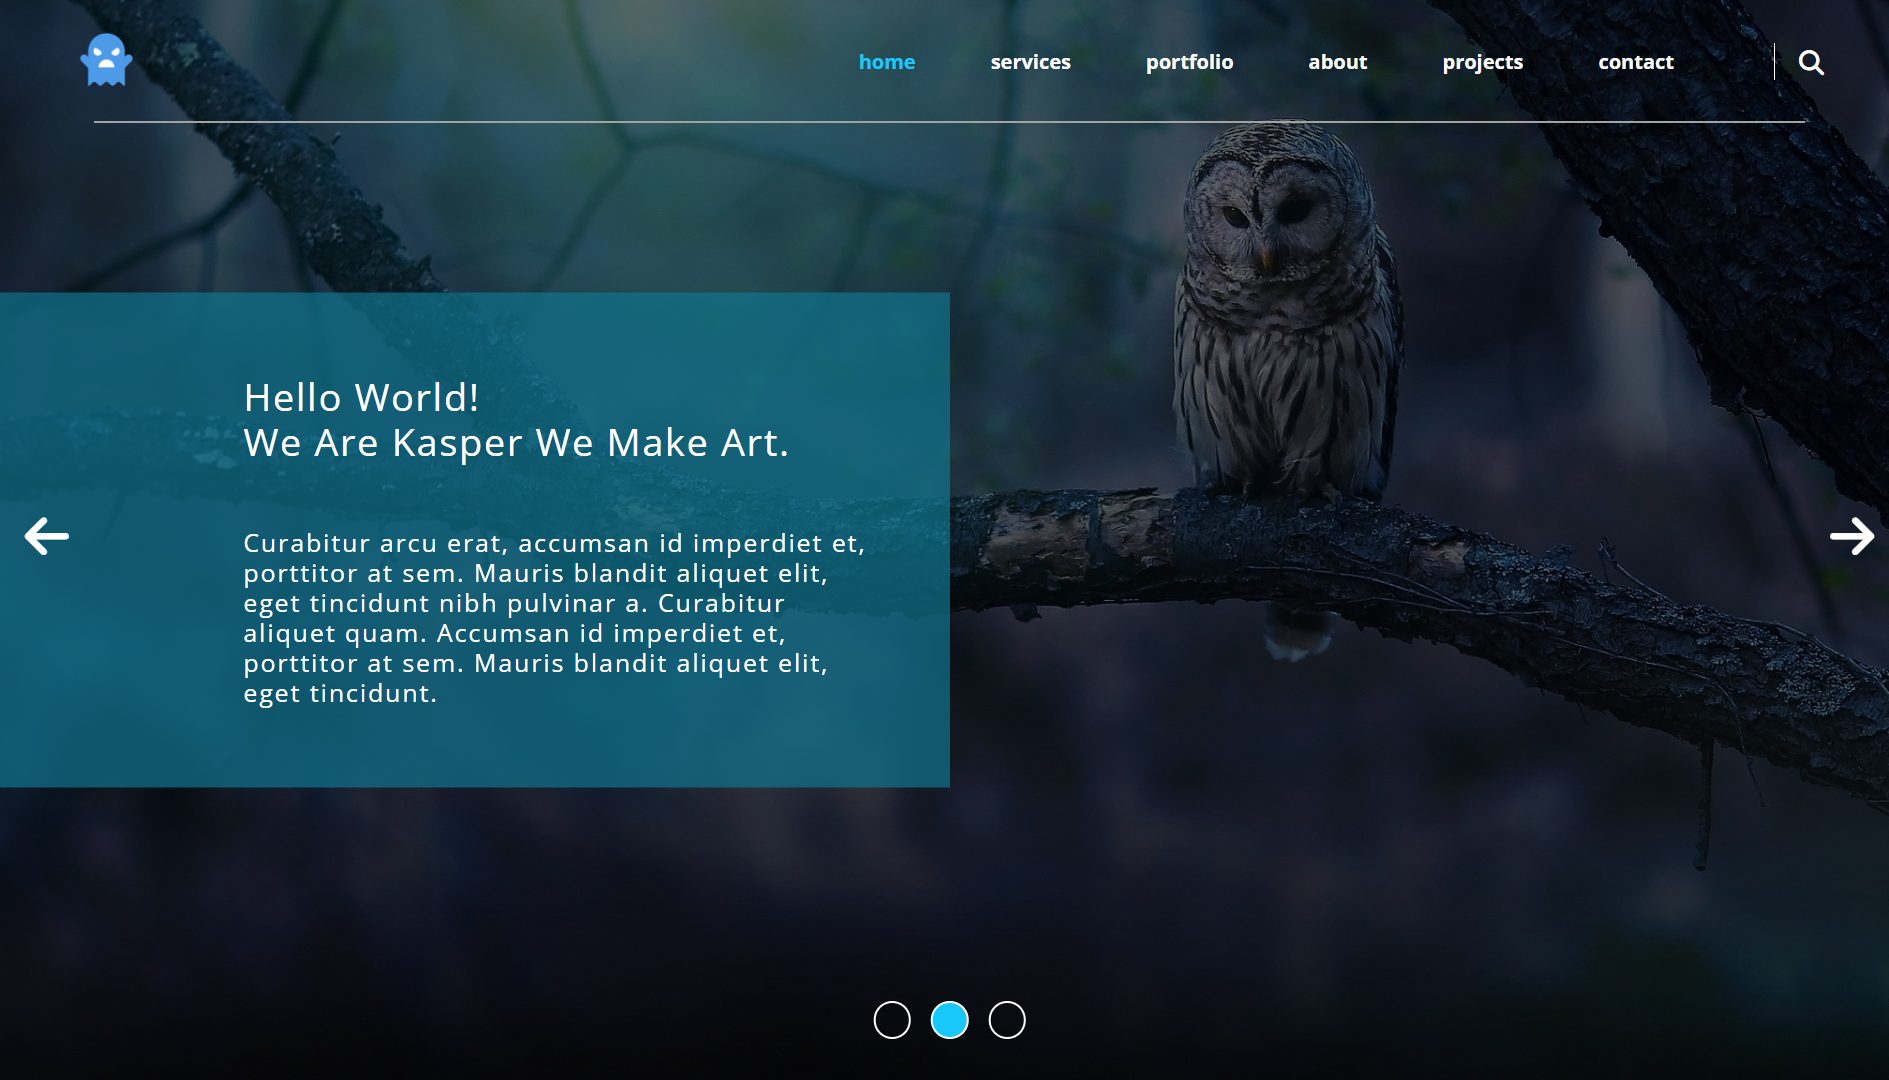 home services portfolio about projects contact
Hello World!
We Are Kasper We Make Art.
Curabitur arcu erat, accumsan id imperdiet et,
porttitor at sem. Mauris blandit aliquet elit,
eget tincidunt nibh pulvinar a. Curabitur
aliquet quam. Accumsan id imperdiet et,
porttitor at sem. Mauris blandit aliquet elit,
eget tincidunt.